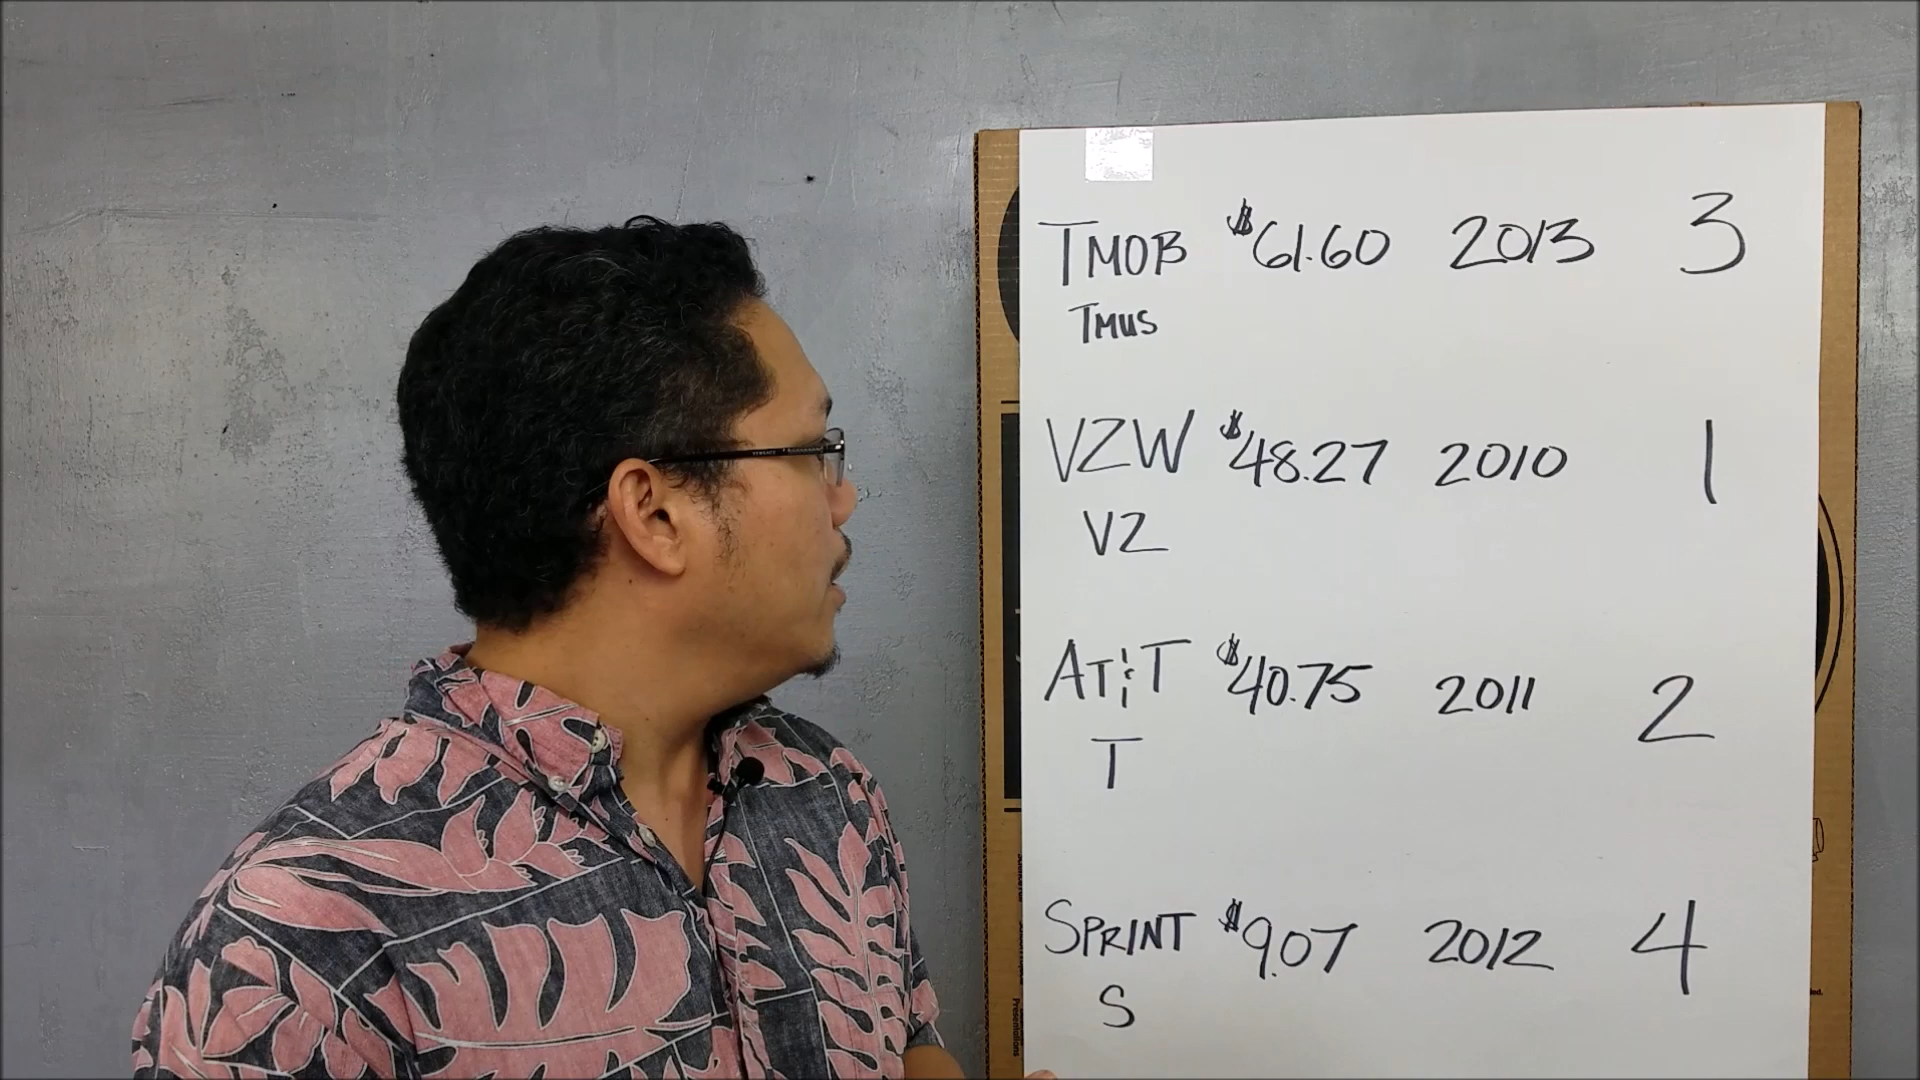 TMOB $61.60 2013 3
TMUS
VZW $48.27 2010 1
VZ
AT&T $40.75 2011 2
T
SPRINT $9.07 2012 4
S
Presentations